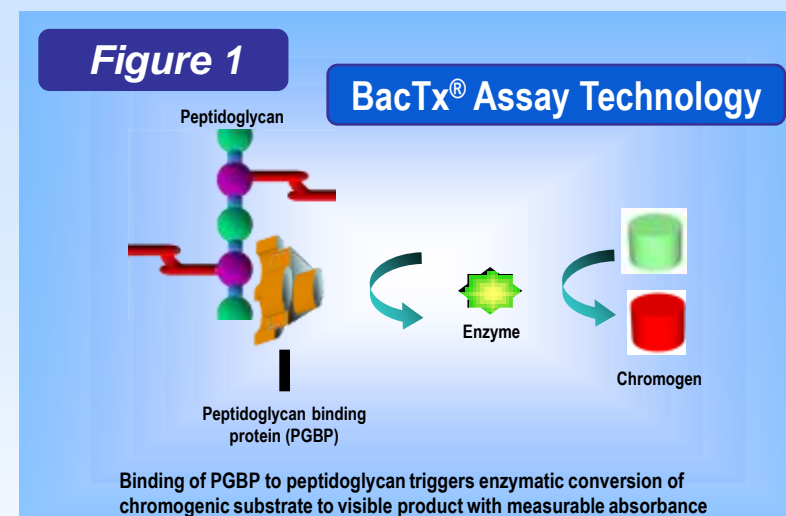 Figure 1
BacTx® Assay Technology
Peptidoglycan
Enzyme
Chromogen
Peptidoglycan binding
protein (PGBP)
Binding of PGBP to peptidoglycan triggers enzymatic conversion of
chromogenic substrate to visible product with measurable absorbance